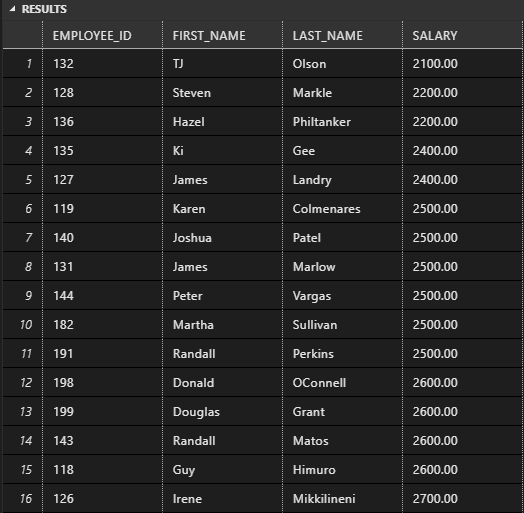 RESULTS
EMPLOYEE_ID FIRST_NAME LAST_NAME SALARY
1 132 TJ Olson 2100.00
2 128 Steven Markle 2200.00
3 136 Hazel Philtanker 2200.00
4 135 Ki Gee 2400.00
5 127 James Landry 2400.00
6 119 Karen Colmenares 2500.00
7 140 Joshua Patel 2500.00
8 131 James Marlow 2500.00
9 144 Peter Vargas 2500.00
10 182 Martha Sullivan 2500.00
11 191 Randall Perkins 2500.00
12 198 Donald OConnell 2600.00
13 199 Douglas Grant 2600.00
14 143 Randall Matos 2600.00
15 118 Guy Himuro 2600.00
16 126 Irene Mikkilineni 2700.00